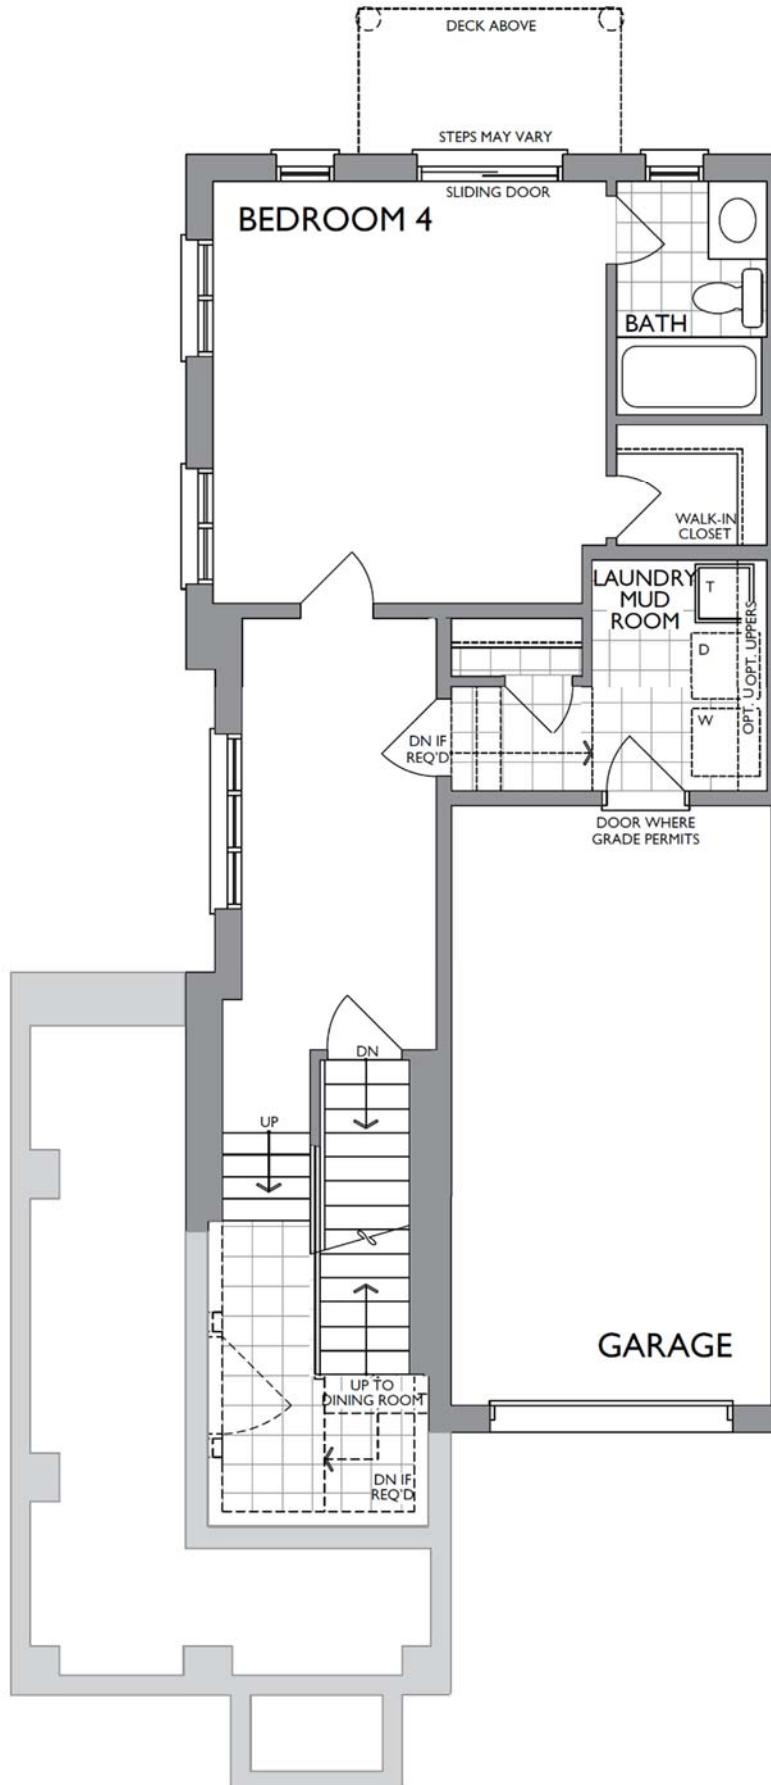 DECK ABOVE
STEPS MAY VARY
SLIDING DOOR
BEDROOM 4
BATH
WALK-IN
CLOSET
LAUNDRY
MUD
ROOM
T
D
W
OPT. UPPERS
OPT. U
DN IF
REQ'D
DOOR WHERE
GRADE PERMITS
DN
UP
GARAGE
UP TO
DINING ROOM
DN IF
REQ'D